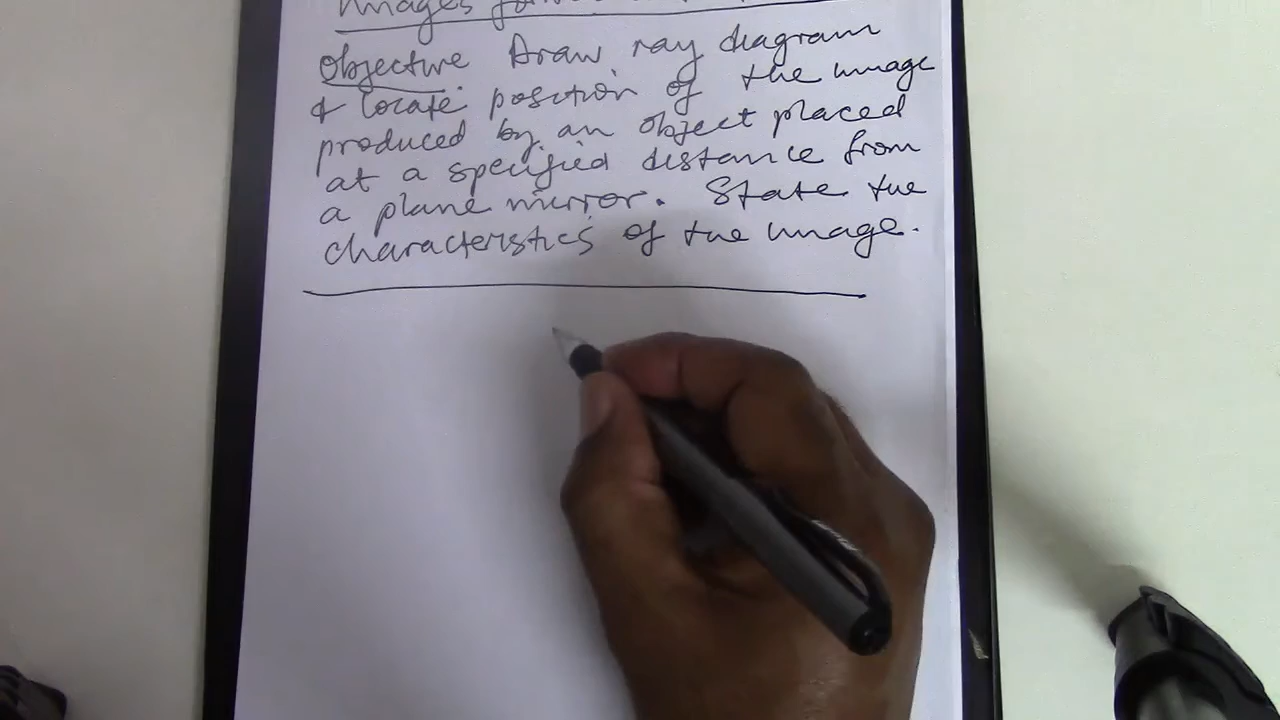 Images
Objective Draw ray diagram
& locate position of the image
produced by an object placed
at a specified distance from
a plane mirror. State the
characteristics of the image.